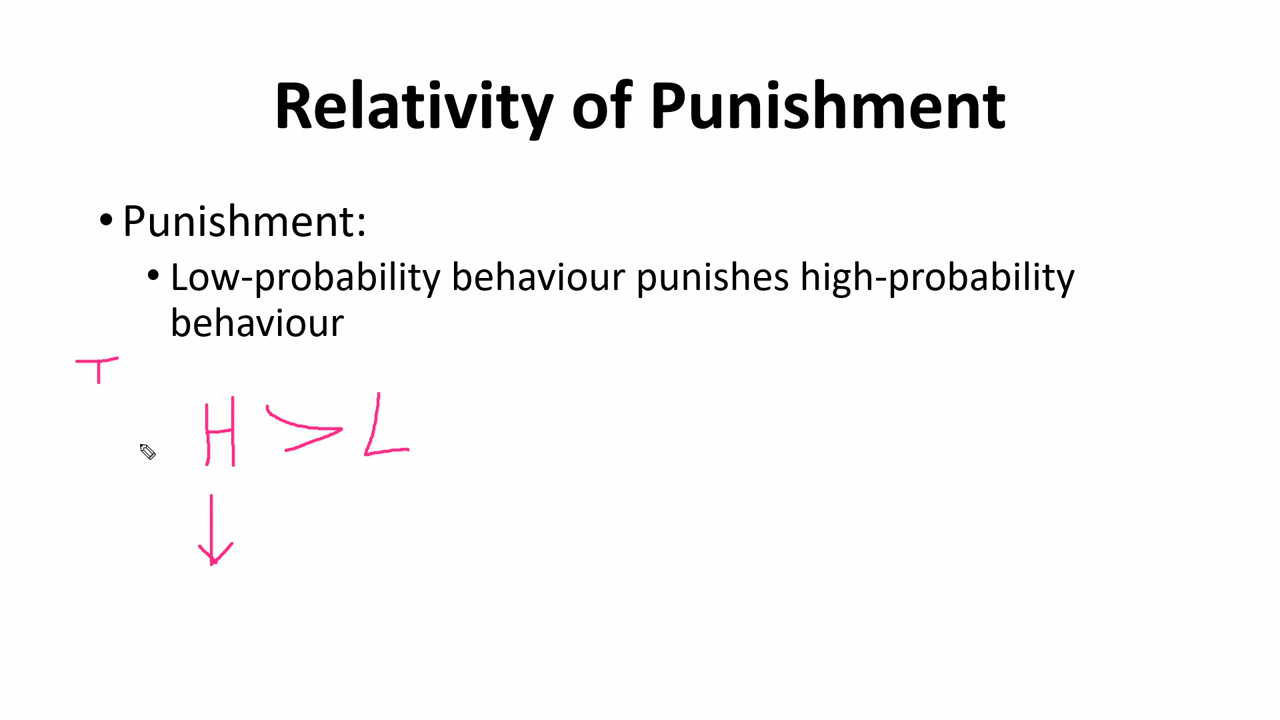 Relativity of Punishment
• Punishment:
• Low-probability behaviour punishes high-probability
behaviour
T
H > L
↓